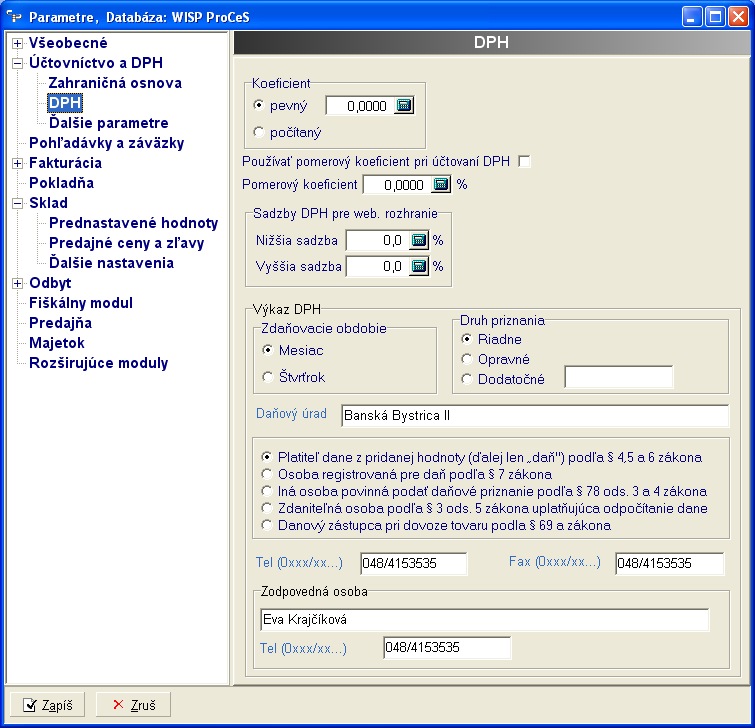 Parametre, Databáza: WISP ProCeS
Všeobecné
Účtovníctvo a DPH
Zahraničná osnova
DPH
Ďalšie parametre
Pohľadávky a záväzky
Fakturácia
Pokladňa
Sklad
Prednastavené hodnoty
Predajné ceny a zľavy
Ďalšie nastavenia
Odbyt
Fiškálny modul
Predajňa
Majetok
Rozširujúce moduly
DPH
Koeficient
pevný 0,0000
počítaný
Používať pomerový koeficient pri účtovaní DPH
Pomerový koeficient 0,0000 %
Sadzby DPH pre web. rozhranie
Nižšia sadzba 0,0 %
Vyššia sadzba 0,0 %
Výkaz DPH
Zdaňovacie obdobie
Mesiac
Štvrťrok
Druh priznania
Riadne
Opravné
Dodatočné
Daňový úrad Banská Bystrica II
Platiteľ dane z pridanej hodnoty (ďalej len „daň") podľa § 4,5 a 6 zákona
Osoba registrovaná pre daň podľa § 7 zákona
Iná osoba povinná podať daňové priznanie podľa § 78 ods. 3 a 4 zákona
Zdaniteľná osoba podľa § 3 ods. 5 zákona uplatňujúca odpočítanie dane
Danový zástupca pri dovoze tovaru podla § 69 a zákona
Tel (0xxx/xx...) 048/4153535 Fax (0xxx/xx...) 048/4153535
Zodpovedná osoba
Eva Krajčíková
Tel (0xxx/xx...) 048/4153535
Zapíš Zruš